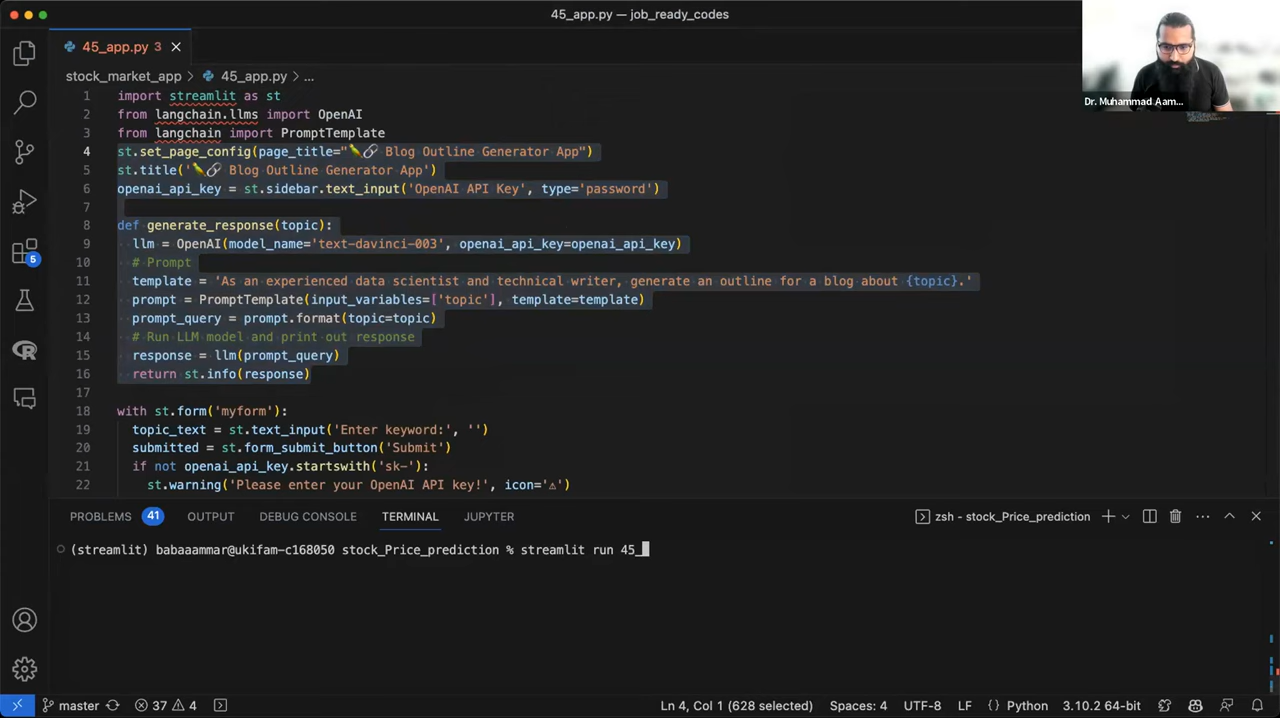 45_app.py — job_ready_codes
45_app.py 3
stock_market_app > 45_app.py > ...
1 import streamlit as st
2 from langchain.llms import OpenAI
3 from langchain import PromptTemplate
4 st.set_page_config(page_title="🦜🔗 Blog Outline Generator App")
5 st.title('🦜🔗 Blog Outline Generator App')
6 openai_api_key = st.sidebar.text_input('OpenAI API Key', type='password')
7
8 def generate_response(topic):
9 llm = OpenAI(model_name='text-davinci-003', openai_api_key=openai_api_key)
10 # Prompt
11 template = 'As an experienced data scientist and technical writer, generate an outline for a blog about {topic}.'
12 prompt = PromptTemplate(input_variables=['topic'], template=template)
13 prompt_query = prompt.format(topic=topic)
14 # Run LLM model and print out response
15 response = llm(prompt_query)
16 return st.info(response)
17
18 with st.form('myform'):
19 topic_text = st.text_input('Enter keyword:', '')
20 submitted = st.form_submit_button('Submit')
21 if not openai_api_key.startswith('sk-'):
22 st.warning('Please enter your OpenAI API key!', icon='⚠')
Dr. Muhammad Aam...
5
PROBLEMS 41 OUTPUT DEBUG CONSOLE TERMINAL JUPYTER zsh - stock_Price_prediction
(streamlit) babaaammar@ukifam-c168050 stock_Price_prediction % streamlit run 45_
master 37 4 Ln 4, Col 1 (628 selected) Spaces: 4 UTF-8 LF {} Python 3.10.2 64-bit